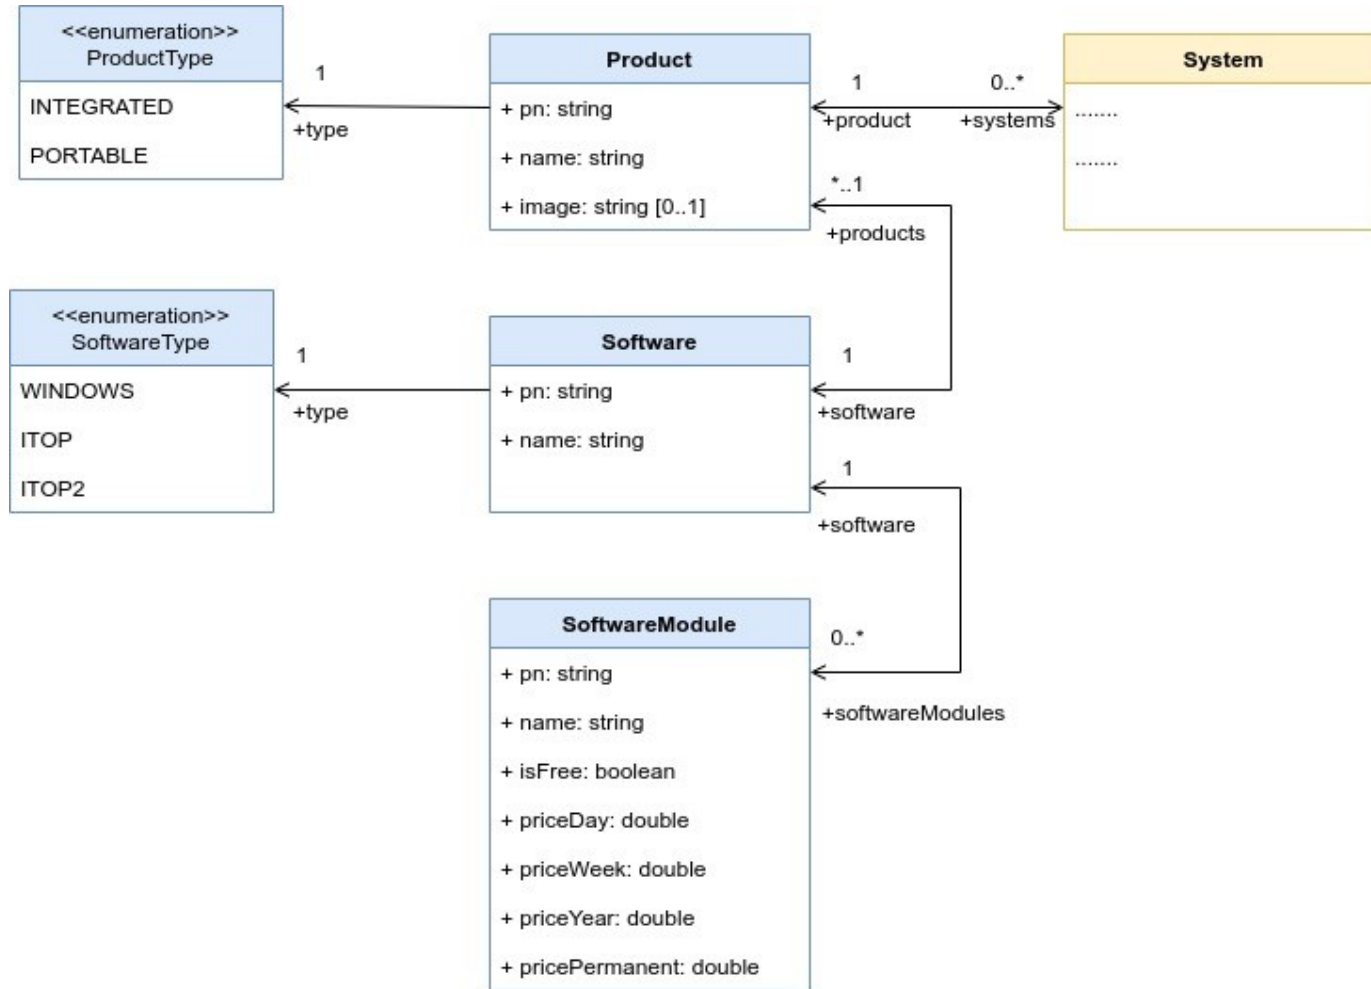 <<enumeration>>
ProductType
INTEGRATED
PORTABLE
1
+type
Product
+ pn: string
+ name: string
+ image: string [0..1]
1
+product
0..*
+systems
System
.......
.......
*..1
+products
<<enumeration>>
SoftwareType
WINDOWS
ITOP
ITOP2
1
+type
Software
+ pn: string
+ name: string
1
+software
1
+software
SoftwareModule
+ pn: string
+ name: string
+ isFree: boolean
+ priceDay: double
+ priceWeek: double
+ priceYear: double
+ pricePermanent: double
0..*
+softwareModules